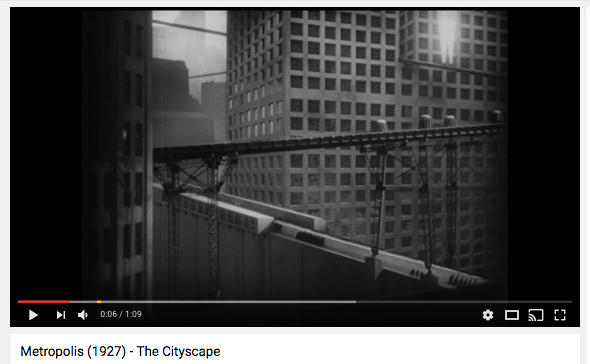 0:06 / 1:09
Metropolis (1927) - The Cityscape